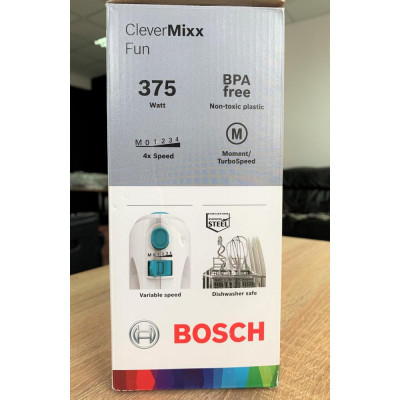 CleverMixx
Fun
375
Watt
BPA
free
Non-toxic plastic
M 0 1 2 3 4
4x Speed
M
Moment/
TurboSpeed
STEEL
Variable speed
Dishwasher safe
BOSCH